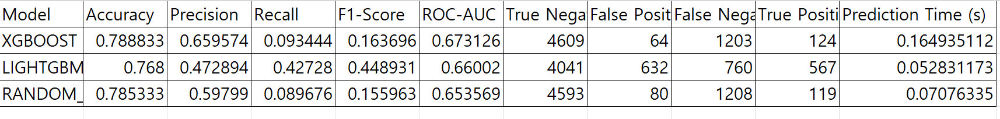 Model Accuracy Precision Recall F1-Score ROC-AUC True Nega False Posit False Nega True Positi Prediction Time (s)
XGBOOST 0.788833 0.659574 0.093444 0.163696 0.673126 4609 64 1203 124 0.164935112
LIGHTGBM 0.768 0.472894 0.42728 0.448931 0.66002 4041 632 760 567 0.052831173
RANDOM_ 0.785333 0.59799 0.089676 0.155963 0.653569 4593 80 1208 119 0.07076335